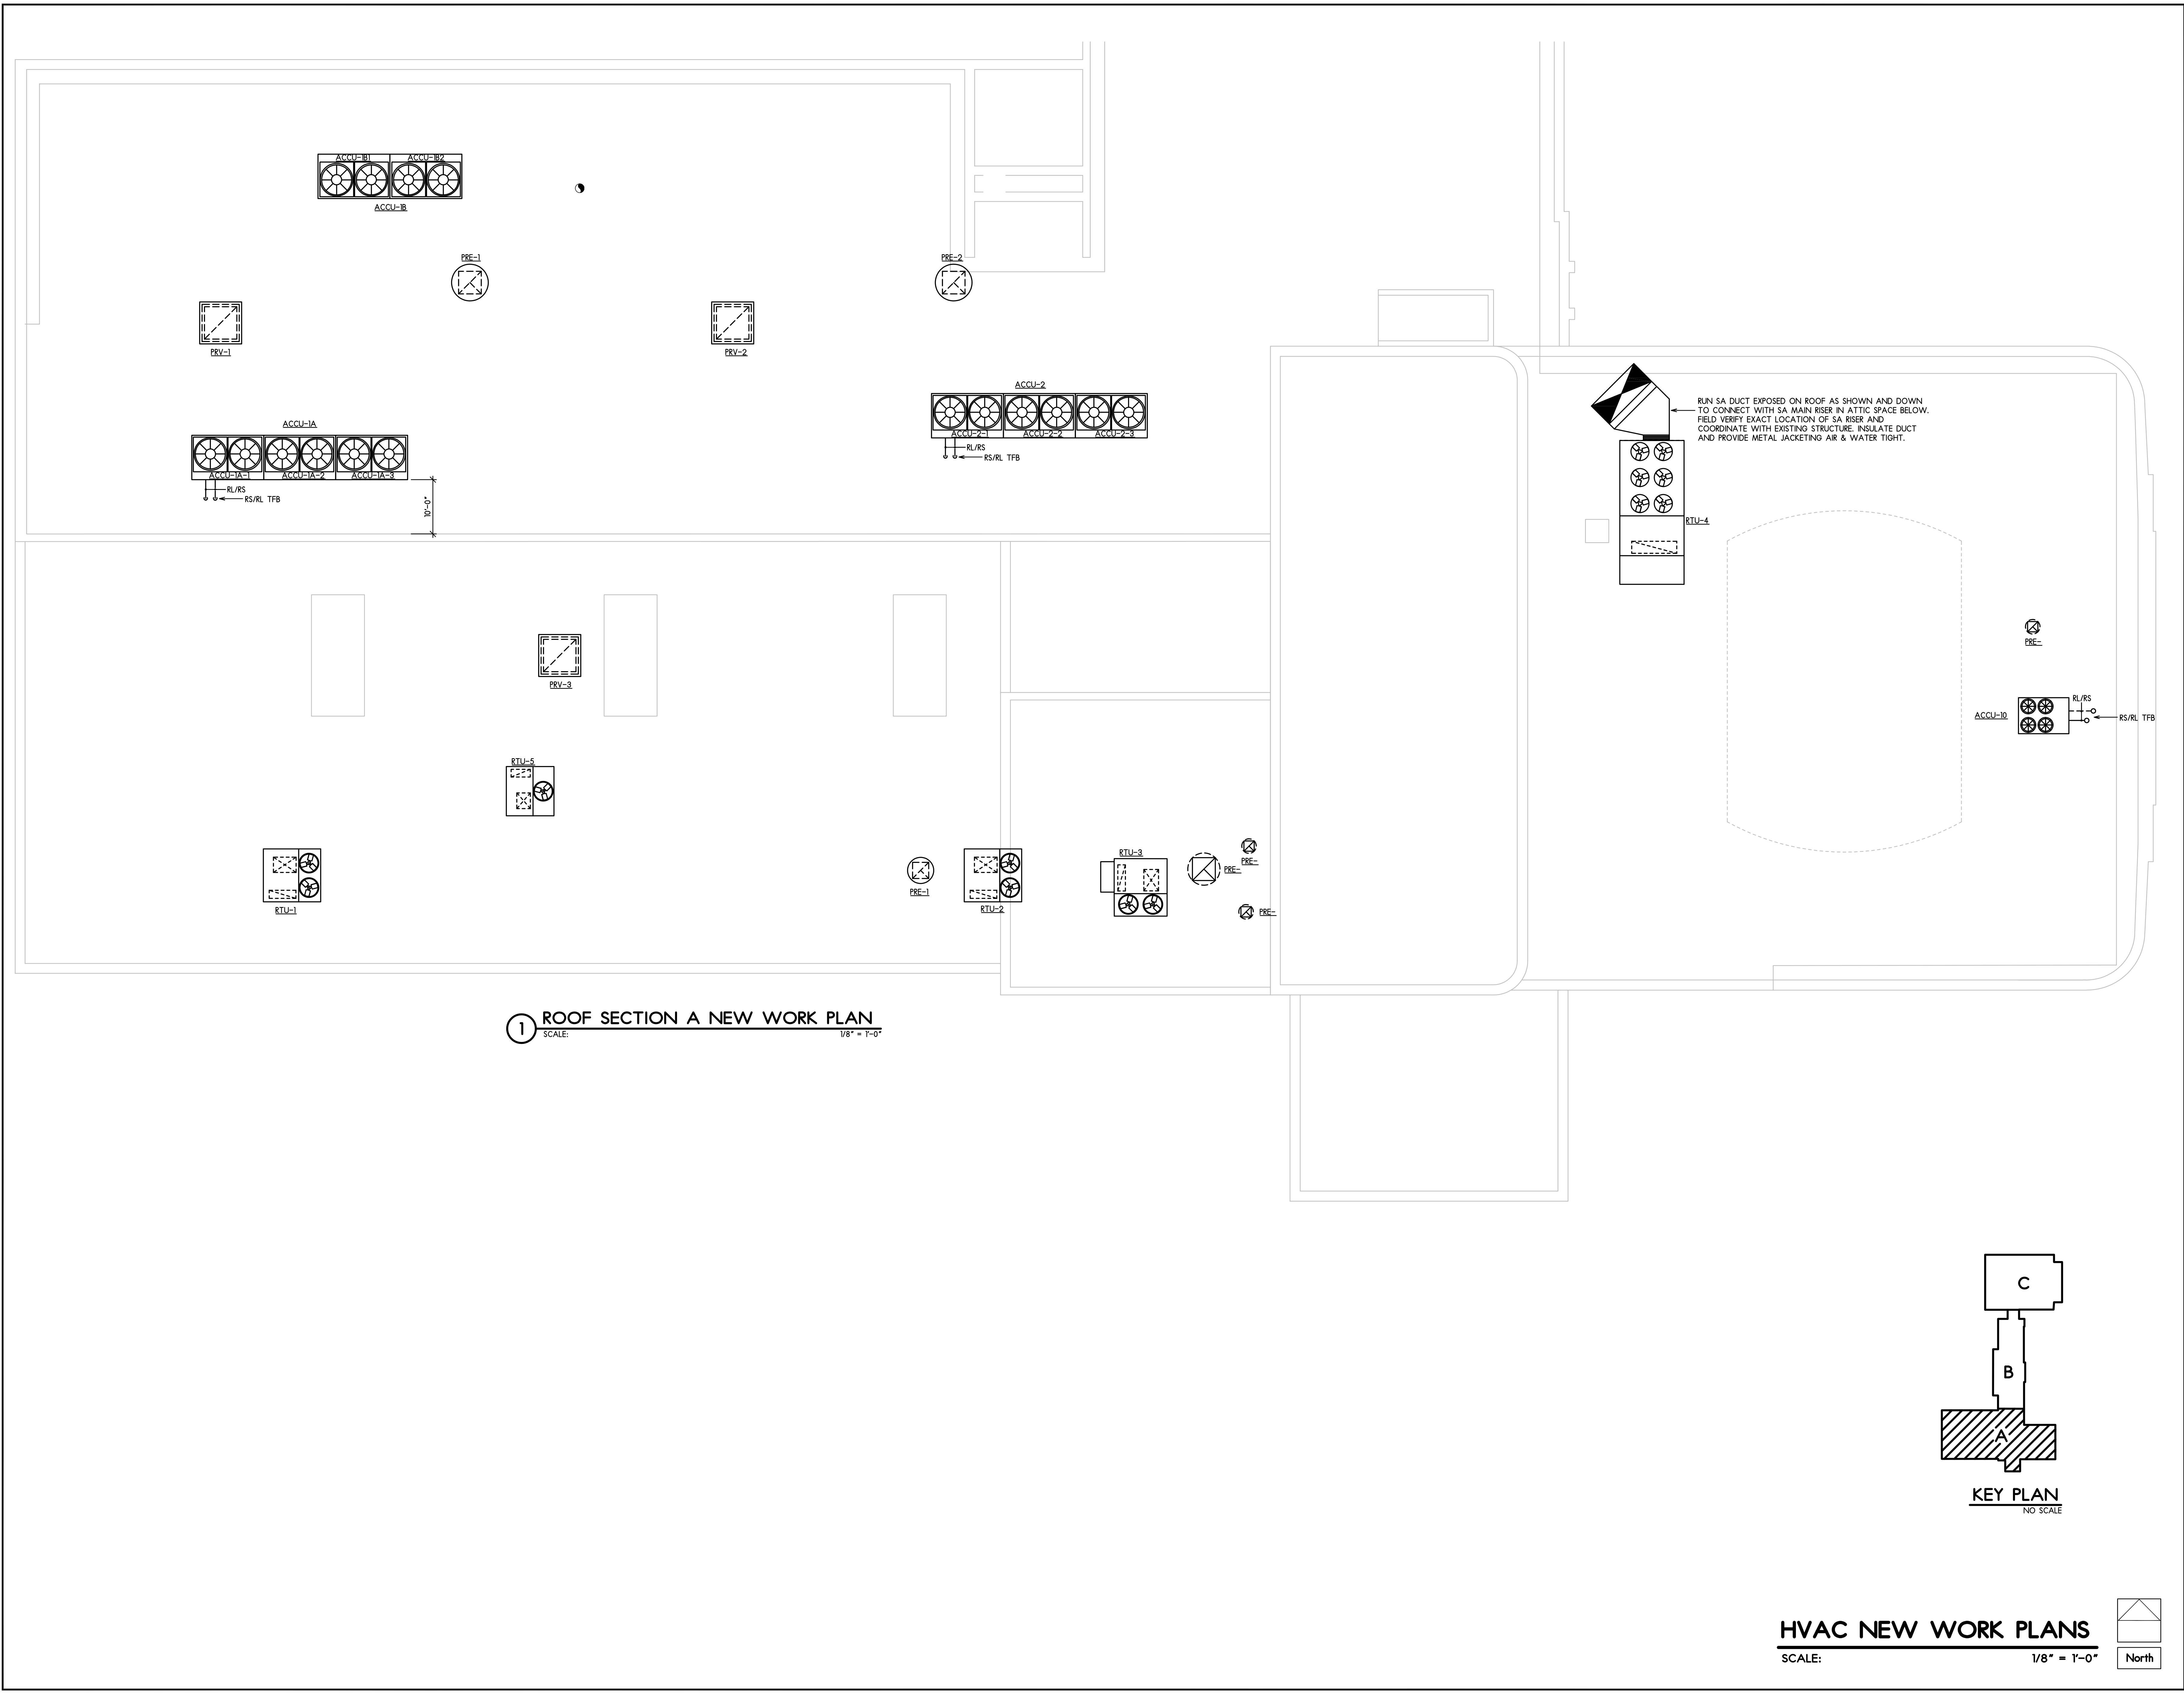 ACCU-1B1
ACCU-1B2
ACCU-1B
PRE-1
PRE-2
PRV-1
PRV-2
ACCU-2
ACCU-2-1
ACCU-2-2
ACCU-2-3
RL/RS
RS/RL TFB
ACCU-1A
ACCU-1A-1
ACCU-1A-2
ACCU-1A-3
RL/RS
RS/RL TFB
10'-0"
RUN SA DUCT EXPOSED ON ROOF AS SHOWN AND DOWN
TO CONNECT WITH SA MAIN RISER IN ATTIC SPACE BELOW.
FIELD VERIFY EXACT LOCATION OF SA RISER AND
COORDINATE WITH EXISTING STRUCTURE. INSULATE DUCT
AND PROVIDE METAL JACKETING AIR & WATER TIGHT.
RTU-4
PRE-
ACCU-10
RL/RS
RS/RL TFB
PRV-3
RTU-5
RTU-1
PRE-1
RTU-2
RTU-3
PRE-
PRE-
PRE-
1
ROOF SECTION A NEW WORK PLAN
SCALE: 1/8" = 1'-0"
C
B
A
KEY PLAN
NO SCALE
HVAC NEW WORK PLANS
SCALE: 1/8" = 1'-0"
North